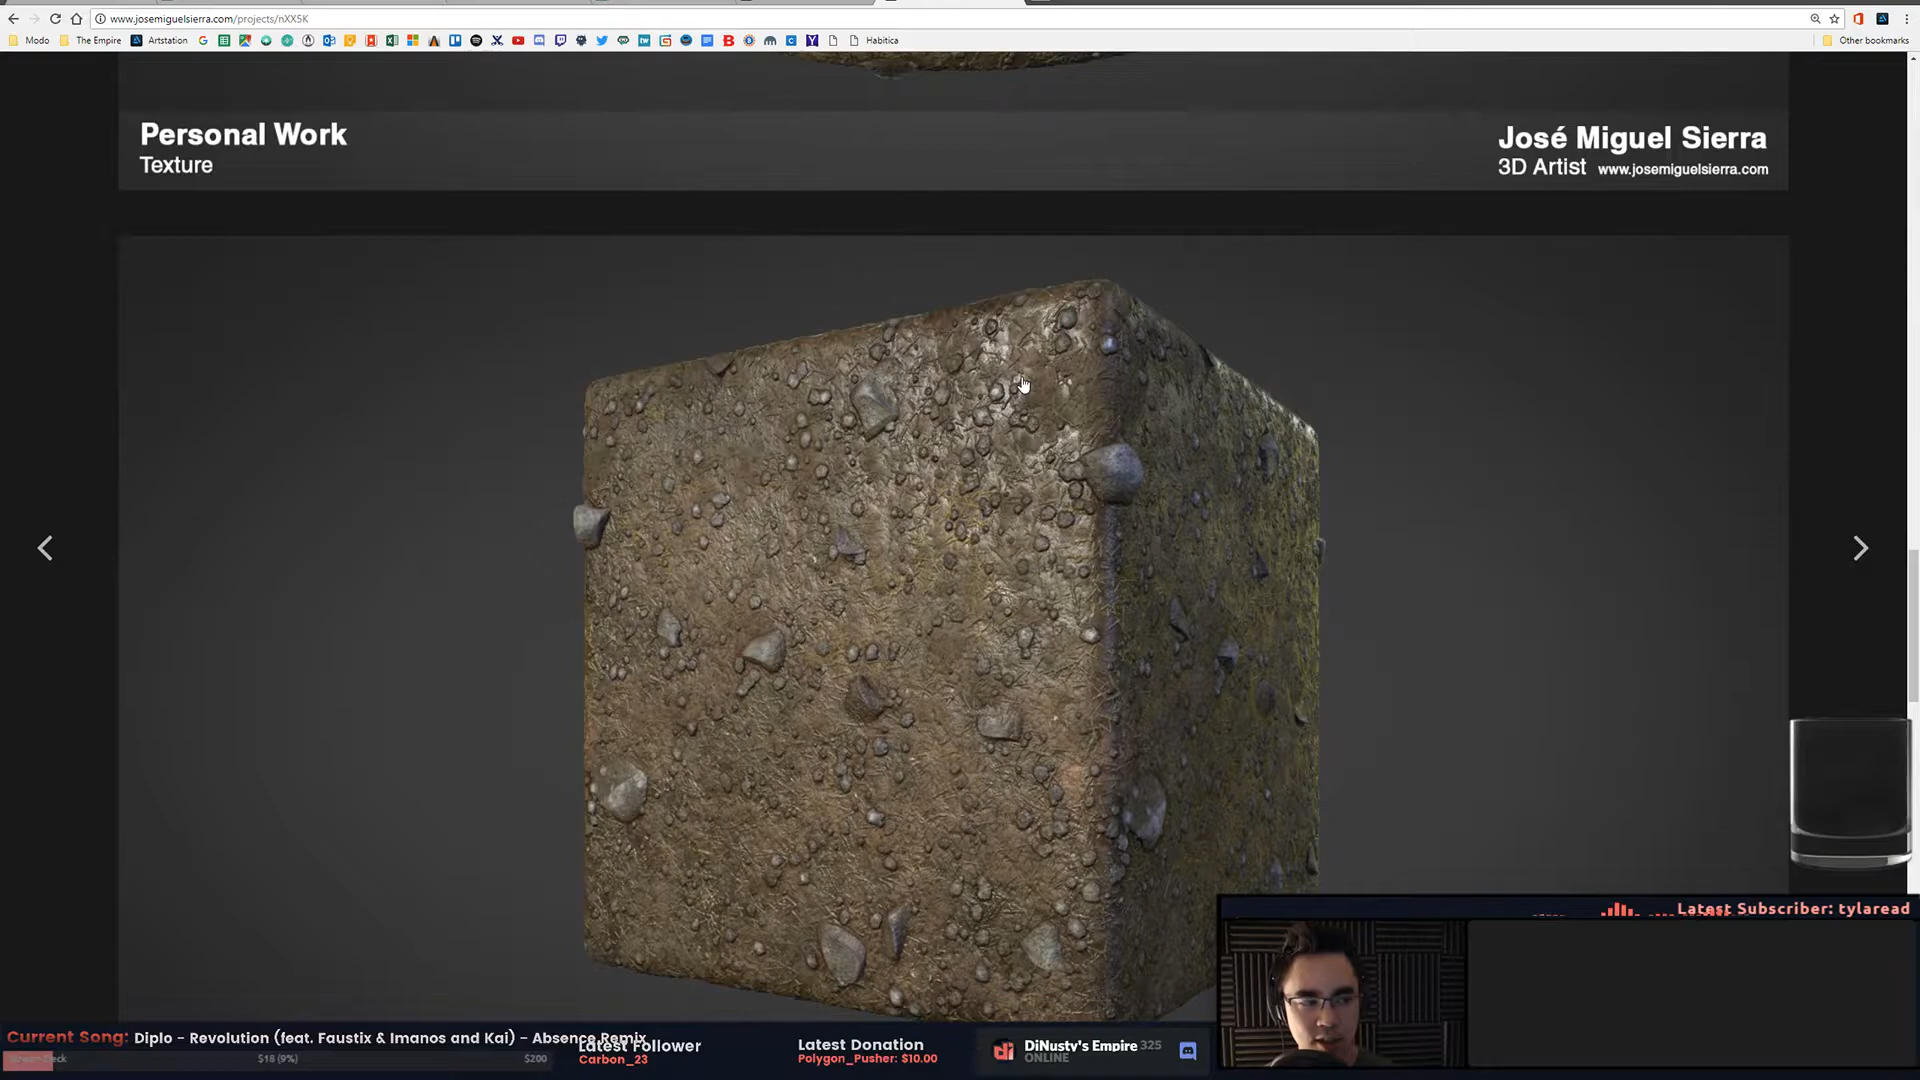 www.josemiguelsierra.com/projects/nXX5K
Modo
The Empire
Artstation
Habitica
Other bookmarks
Personal Work
Texture
José Miguel Sierra
3D Artist www.josemiguelsierra.com
Latest Subscriber: tylaread
Current Song: Diplo - Revolution (feat. Faustix & Imanos and Kai) - Absence Remix
$18 (9%)
$200
Latest Follower
Carbon_23
Latest Donation
Polygon_Pusher: $10.00
DiNusty's Empire 325
ONLINE